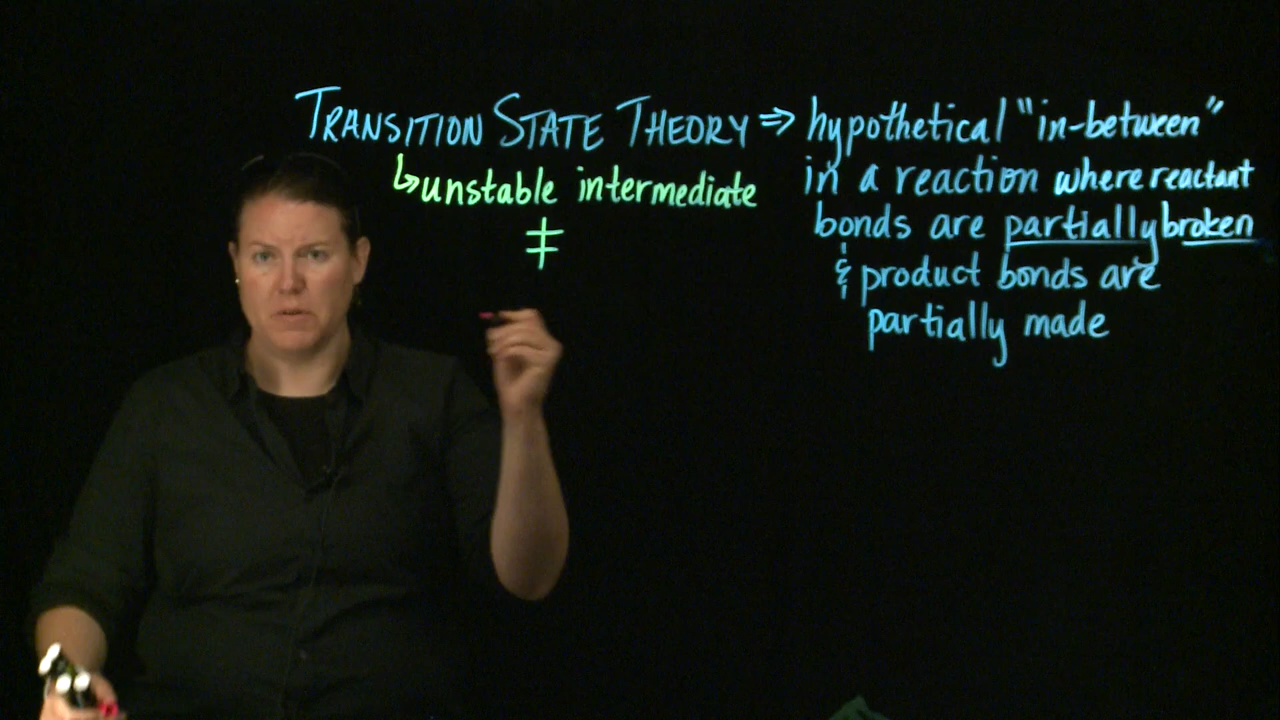 TRANSITION STATE THEORY ⇒ hypothetical "in-between"
in a reaction where reactant
bonds are partially broken
& product bonds are
partially made
↳ unstable intermediate
‡